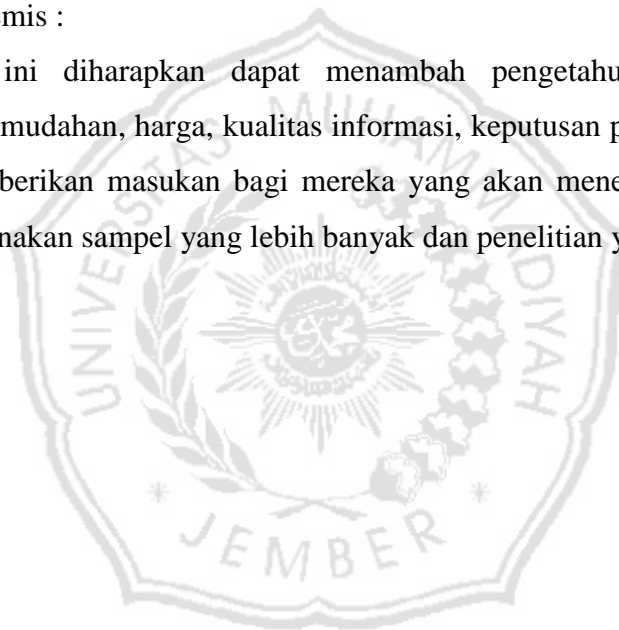 emis :
ini diharapkan dapat menambah pengetahu
mudahan, harga, kualitas informasi, keputusan p
berikan masukan bagi mereka yang akan mene
nakan sampel yang lebih banyak dan penelitian y
UNIVERSITAS MUHAMMADIYAH
JEMBER